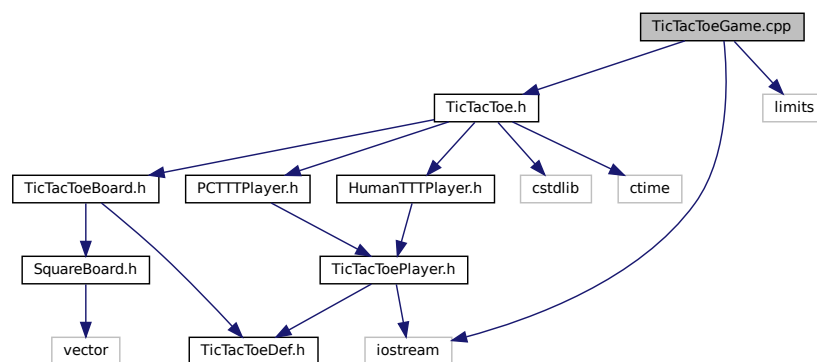 TicTacToeGame.cpp
TicTacToe.h
limits
TicTacToeBoard.h
PCTTTPlayer.h
HumanTTTPlayer.h
cstdlib
ctime
SquareBoard.h
TicTacToePlayer.h
vector
TicTacToeDef.h
iostream